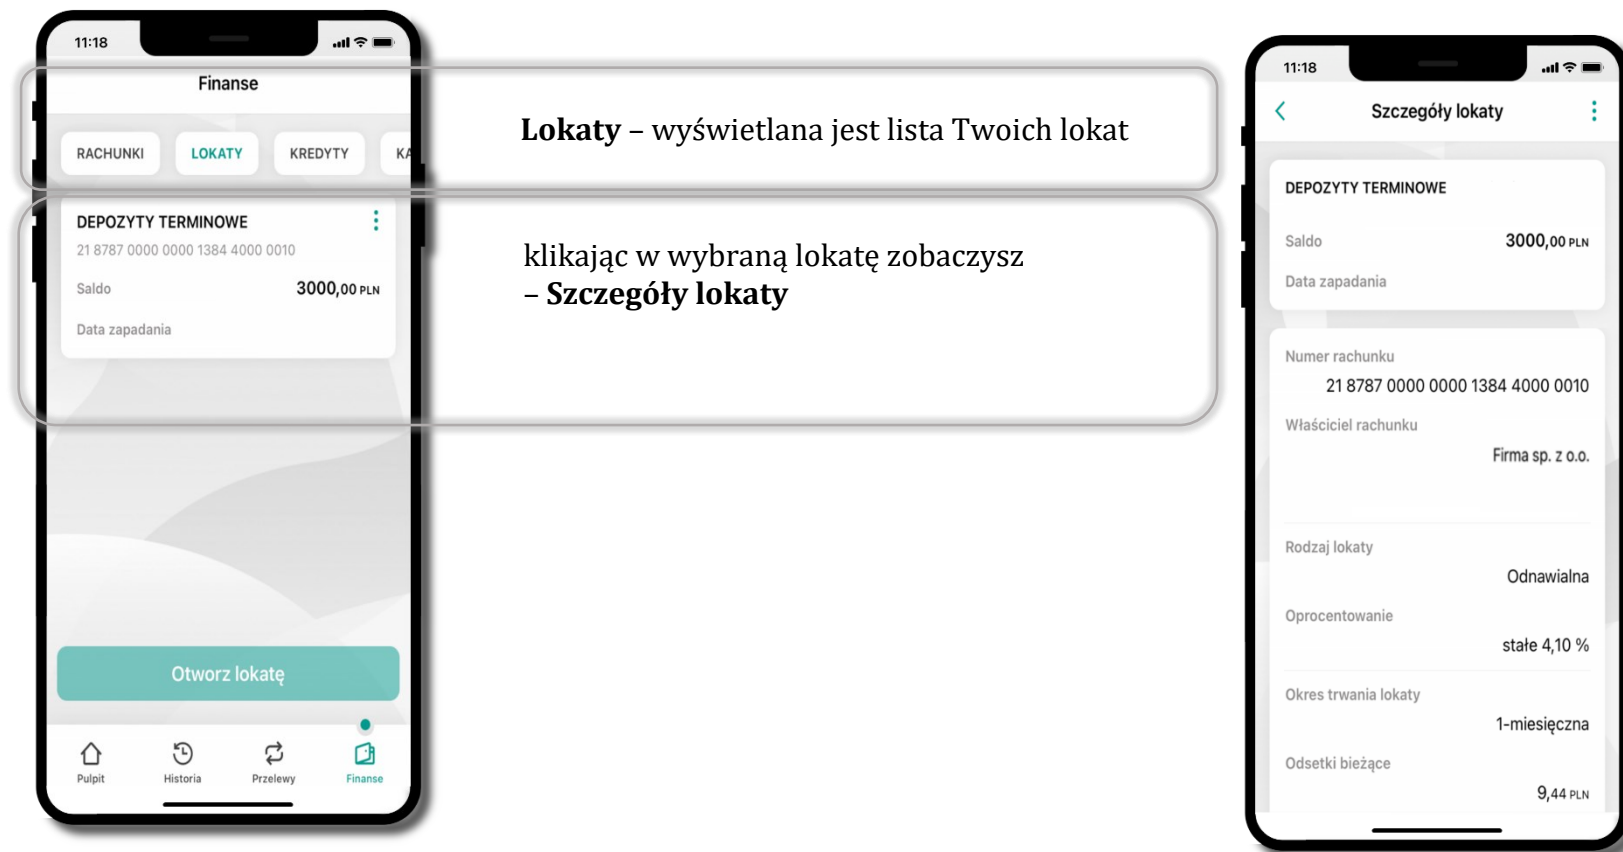 11:18
Finanse
RACHUNKI LOKATY KREDYTY KA
DEPOZYTY TERMINOWE
21 8787 0000 0000 1384 4000 0010
Saldo 3000,00 PLN
Data zapadania
Otworz lokatę
Pulpit Historia Przelewy Finanse
Lokaty – wyświetlana jest lista Twoich lokat
klikając w wybraną lokatę zobaczysz
– Szczegóły lokaty
11:18
Szczegóły lokaty
DEPOZYTY TERMINOWE
Saldo 3000,00 PLN
Data zapadania
Numer rachunku
21 8787 0000 0000 1384 4000 0010
Właściciel rachunku
Firma sp. z o.o.
Rodzaj lokaty
Odnawialna
Oprocentowanie
stałe 4,10 %
Okres trwania lokaty
1-miesięczna
Odsetki bieżące
9,44 PLN